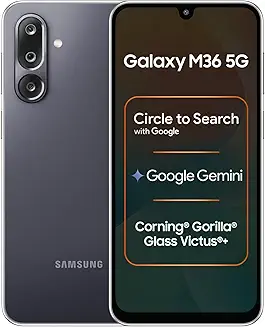 Galaxy M36 5G
Circle to Search
with Google
Google Gemini
Corning® Gorilla®
Glass Victus®+
SAMSUNG